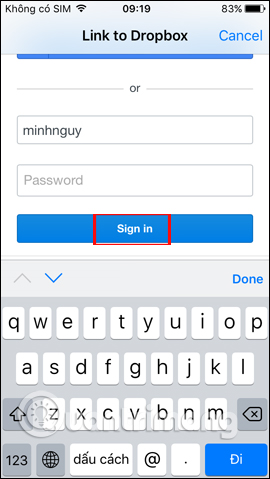 Không có SIM 09:19 83%
Link to Dropbox Cancel
or
minhnguy
Password
Sign in
Done
q w e r t y u i o p
a s d f g h j k l
z x c v b n m
123 dấu cách @ . Đi
quantrimang